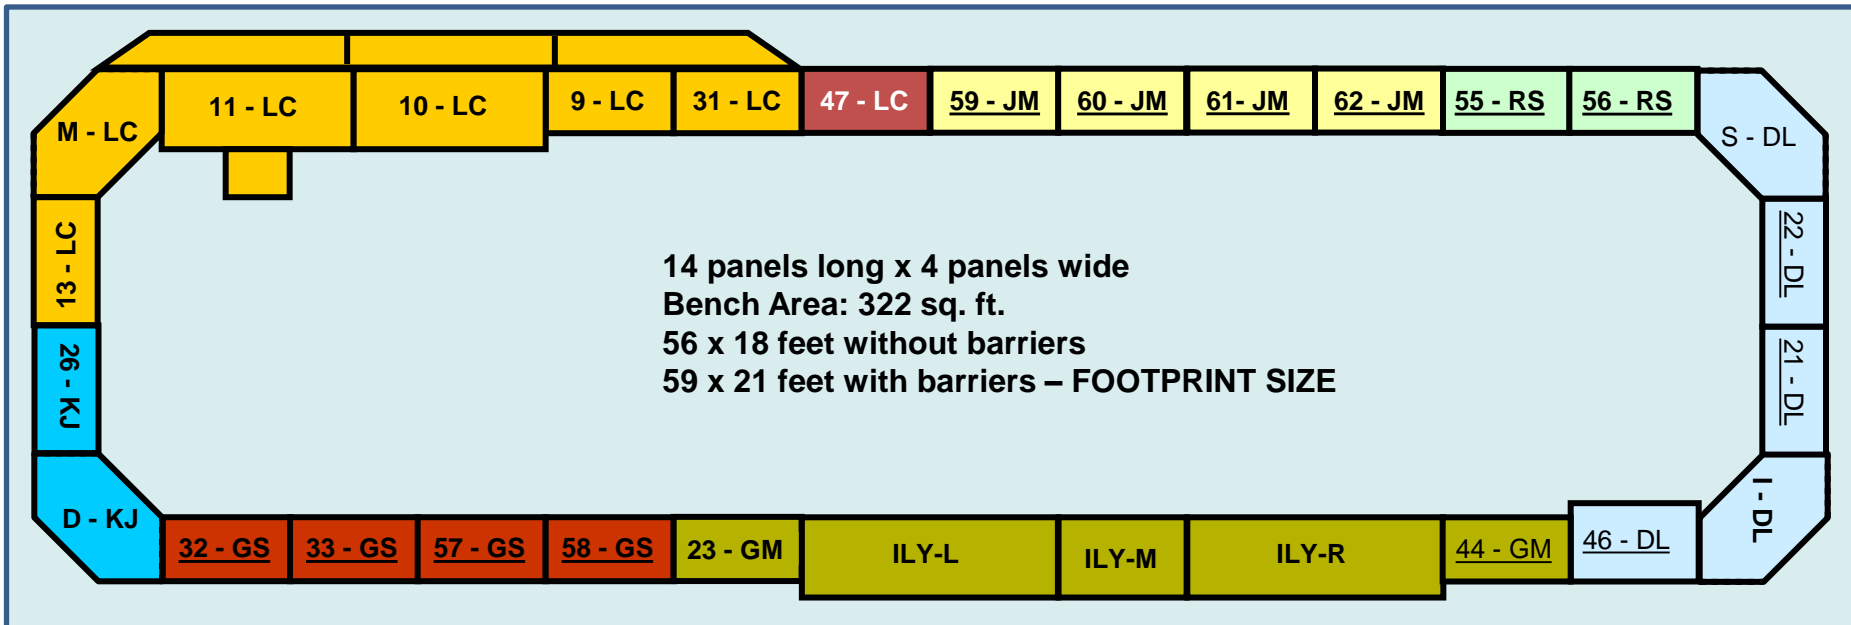 11 - LC
10 - LC
9 - LC
31 - LC
47 - LC
59 - JM
60 - JM
61- JM
62 - JM
55 - RS
56 - RS
M - LC
S - DL
13 - LC
22 - DL
14 panels long x 4 panels wide
Bench Area: 322 sq. ft.
56 x 18 feet without barriers
59 x 21 feet with barriers – FOOTPRINT SIZE
26 - KJ
21 - DL
D - KJ
I - DL
32 - GS
33 - GS
57 - GS
58 - GS
23 - GM
ILY-L
ILY-M
ILY-R
44 - GM
46 - DL